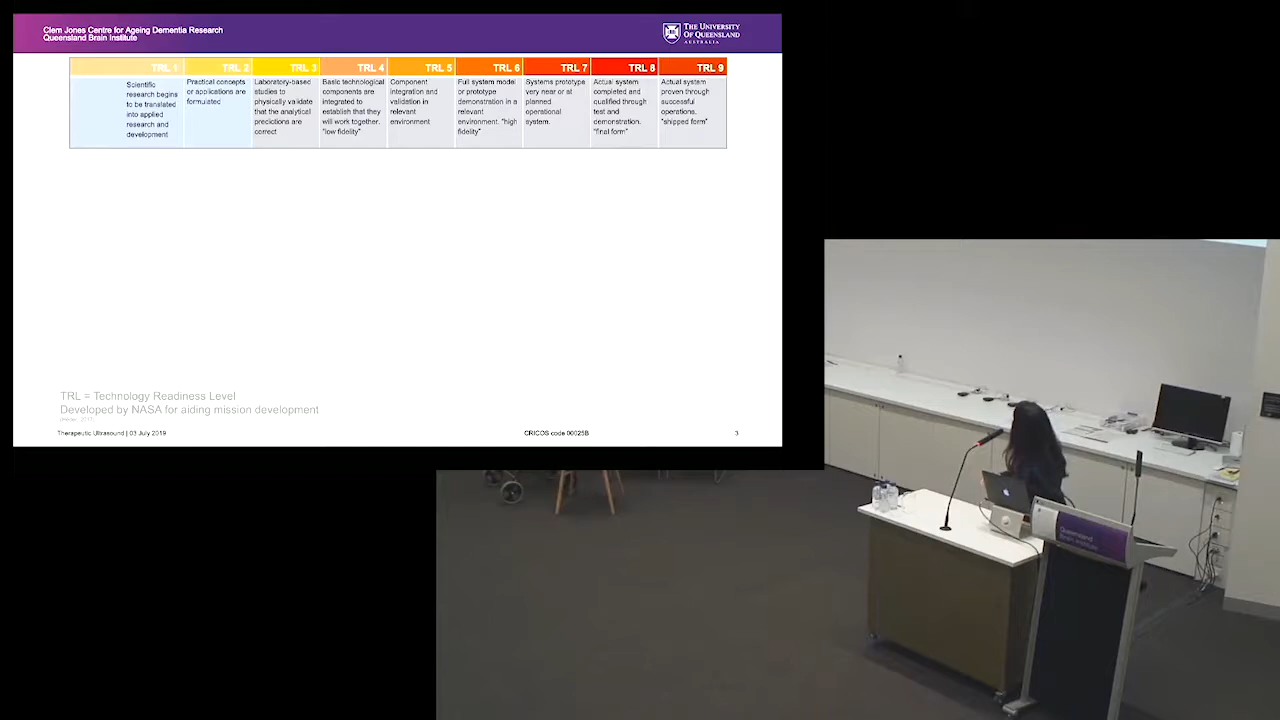 Clem Jones Centre for Ageing Dementia Research
Queensland Brain Institute
THE UNIVERSITY
OF QUEENSLAND
AUSTRALIA
TRL 1
Scientific
research begins
to be translated
into applied
research and
development
TRL 2
Practical concepts
or applications are
formulated
TRL 3
Laboratory-based
studies to
physically validate
that the analytical
predictions are
correct
TRL 4
Basic technological
components are
integrated to
establish that they
will work together.
"low fidelity"
TRL 5
Component
integration and
validation in
relevant
environment
TRL 6
Full system model
or prototype
demonstration in a
relevant
environment. "high
fidelity"
TRL 7
Systems prototype
very near or at
planned
operational
system.
TRL 8
Actual system
completed and
qualified through
test and
demonstration.
"final form"
TRL 9
Actual system
proven through
successful
operations.
"shipped form"
TRL = Technology Readiness Level
Developed by NASA for aiding mission development
Therapeutic Ultrasound | 03 July 2019
CRICOS code 00025B
3
Queensland
Brain Institute